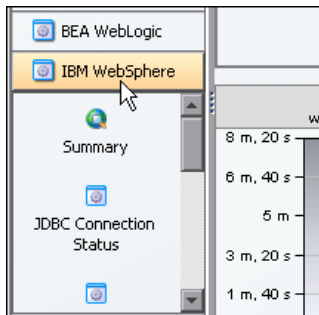 BEA WebLogic
IBM WebSphere
Summary
JDBC Connection
Status
w
8 m, 20 s
6 m, 40 s
5 m
3 m, 20 s
1 m, 40 s